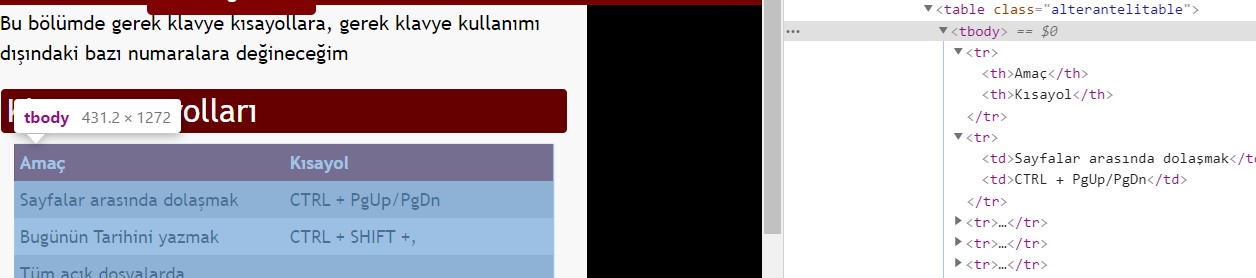 Bu bölümde gerek klavye kısayollara, gerek klavye kullanımı
dışındaki bazı numaralara değineceğim
K yolları
tbody 431.2 × 1272
Amaç Kısayol
Sayfalar arasında dolaşmak CTRL + PgUp/PgDn
Bugünün Tarihini yazmak CTRL + SHIFT +,
Tüm açık dosyalarda
▼<table class="alterantelitable">
••• ▼<tbody> == $0
▼<tr>
<th>Amaç</th>
<th>Kısayol</th>
</tr>
▼<tr>
<td>Sayfalar arasında dolaşmak</t
<td>CTRL + PgUp/PgDn</td>
</tr>
▶<tr>…</tr>
▶<tr>…</tr>
▶<tr>…</tr>